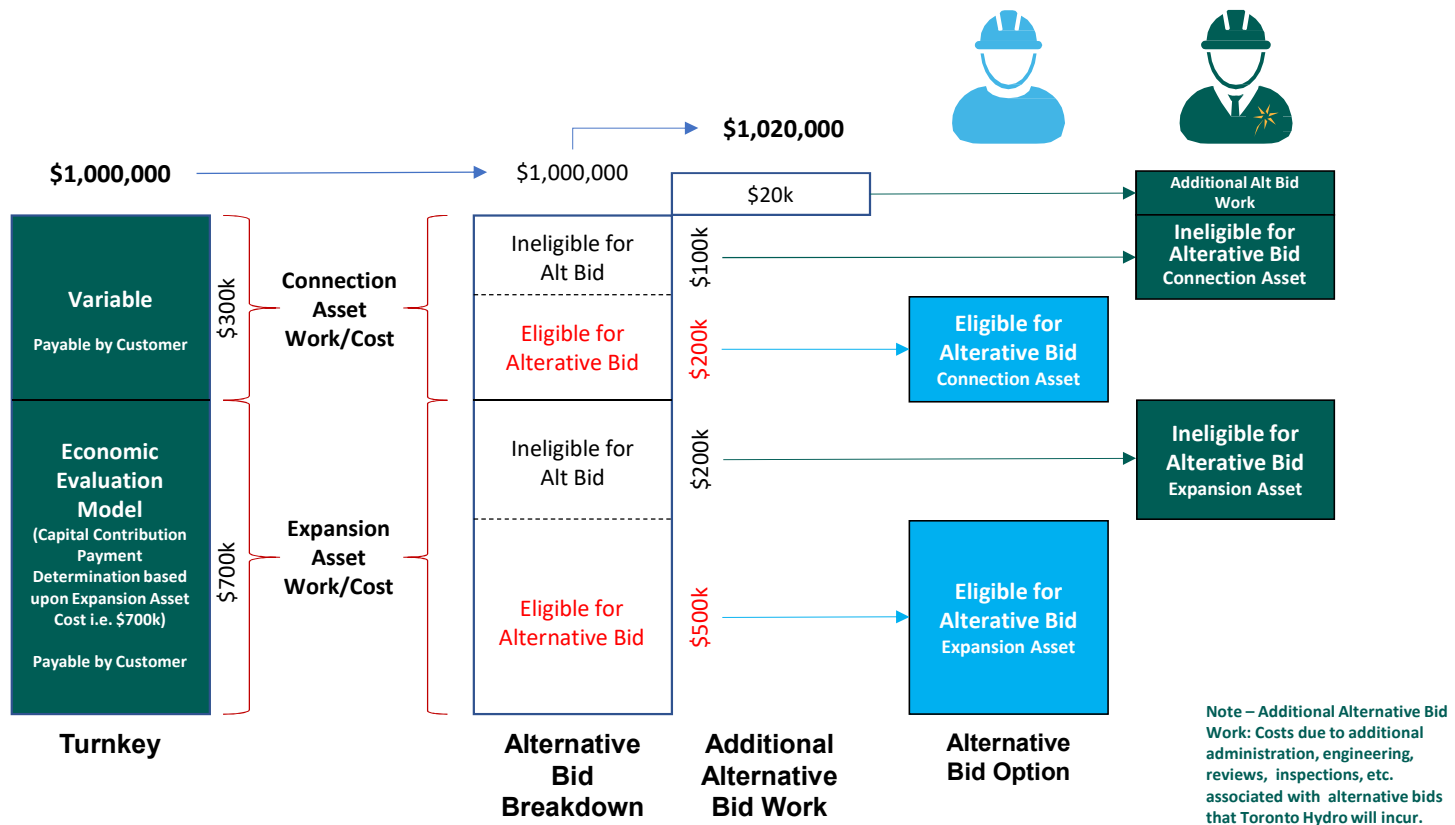 $1,020,000
$1,000,000
$1,000,000
$20k
Additional Alt Bid
Work
Variable
Payable by Customer
$300k
Connection
Asset
Work/Cost
Ineligible for
Alt Bid
$100k
Ineligible for
Alterative Bid
Connection Asset
Eligible for
Alterative Bid
$200k
Eligible for
Alterative Bid
Connection Asset
Economic
Evaluation
Model
(Capital Contribution
Payment
Determination based
upon Expansion Asset
Cost i.e. $700k)
Payable by Customer
$700k
Expansion
Asset
Work/Cost
Ineligible for
Alt Bid
$200k
Ineligible for
Alterative Bid
Expansion Asset
Eligible for
Alternative Bid
$500k
Eligible for
Alterative Bid
Expansion Asset
Turnkey
Alternative
Bid
Breakdown
Additional
Alternative
Bid Work
Alternative
Bid Option
Note – Additional Alternative Bid
Work: Costs due to additional
administration, engineering,
reviews, inspections, etc.
associated with alternative bids
that Toronto Hydro will incur.